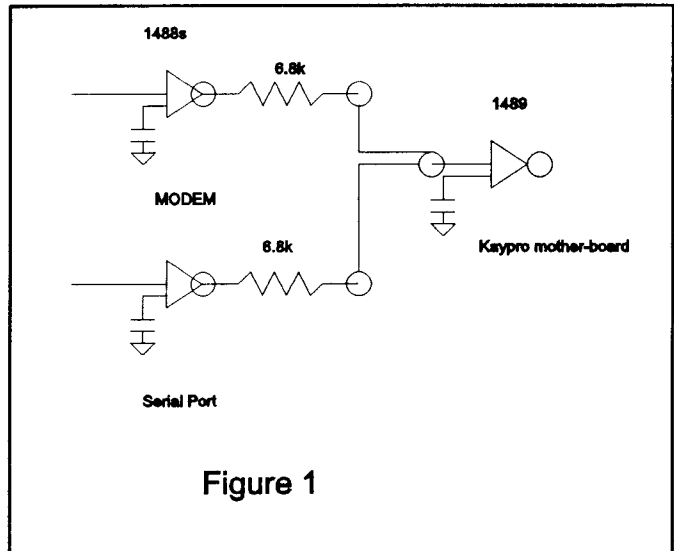 1488s
6.8k
1489
MODEM
6.8k
Kaypro mother-board
Serial Port
Figure 1